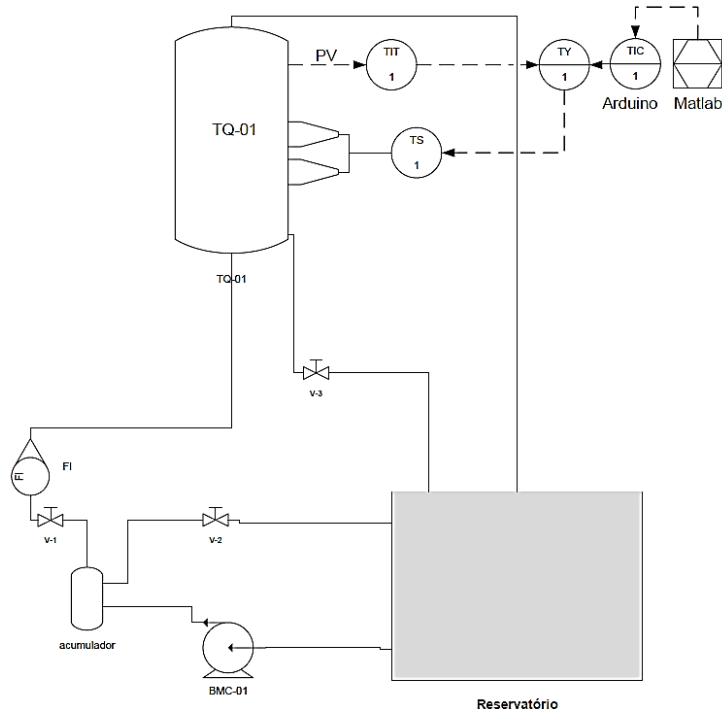 PV
TIT
1
TY
1
TIC
1
Arduino
Matlab
TQ-01
TS
1
TQ-01
V-3
FI
FI
V-1
V-2
acumulador
BMC-01
Reservatório